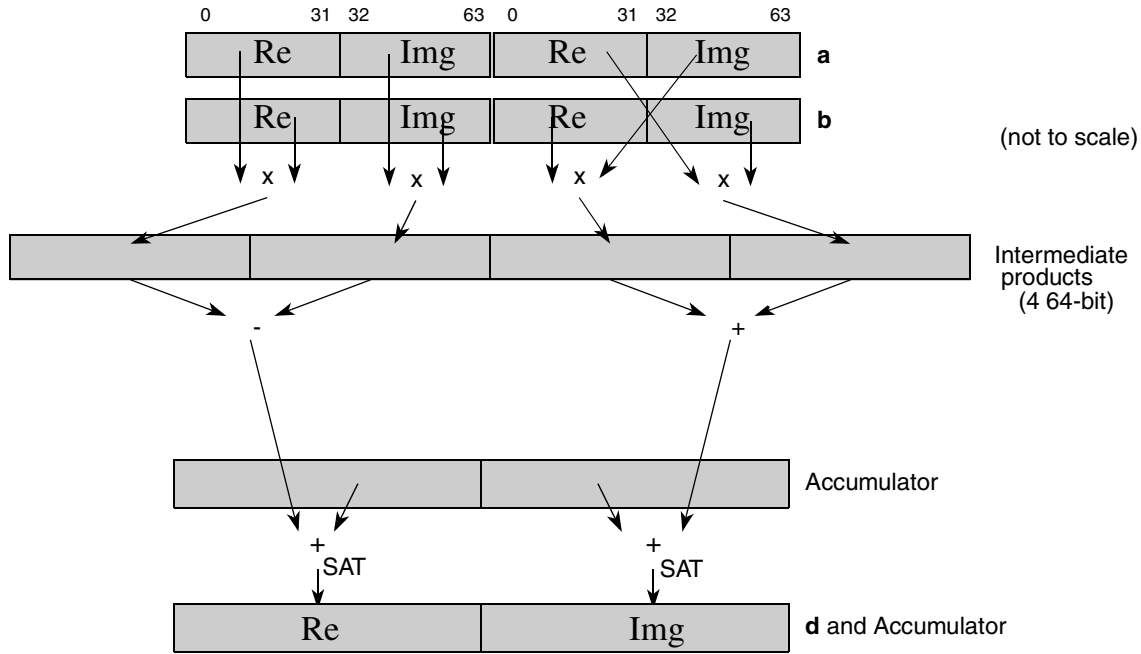 0 31 32 63 0 31 32 63
Re Img Re Img a
Re Img Re Img b
(not to scale)
x x x x
Intermediate
products
(4 64-bit)
- +
Accumulator
+ +
SAT SAT
Re Img d and Accumulator